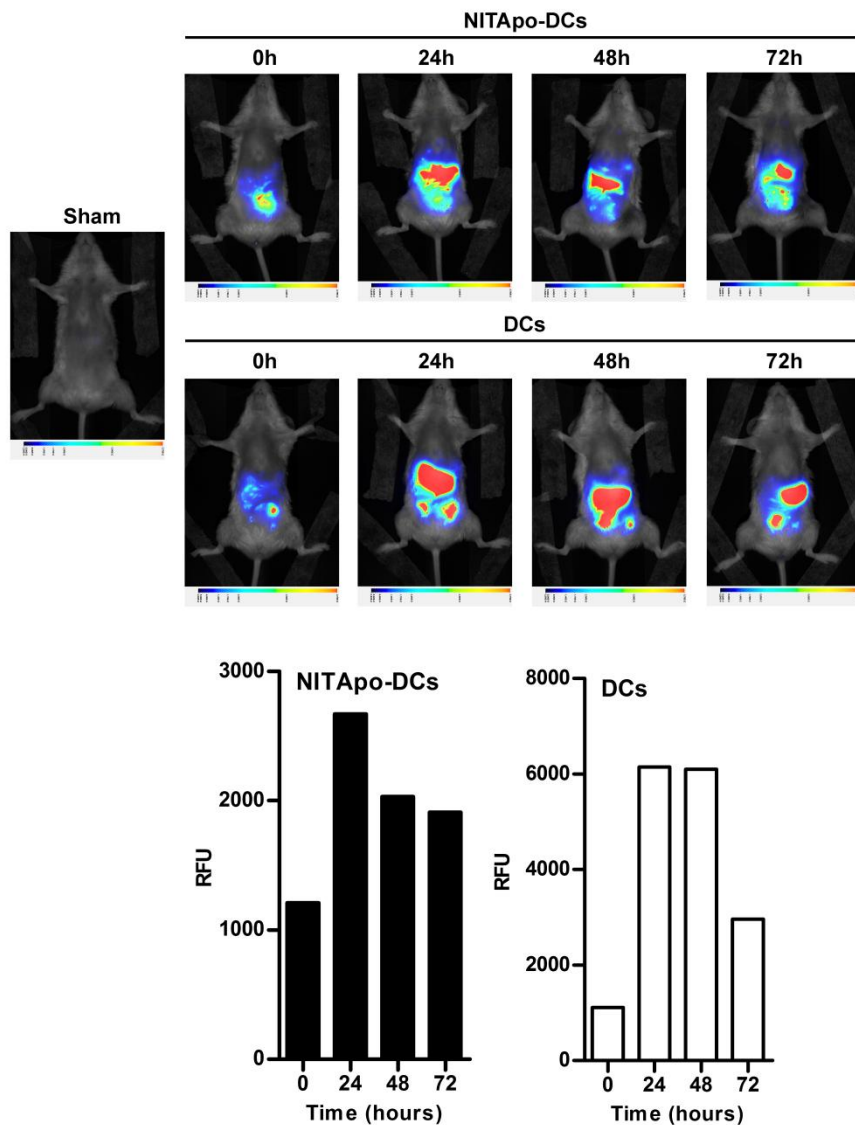 NITApo-DCs
0h 24h 48h 72h
Sham
DCs
0h 24h 48h 72h
3000
2000
1000
0
RFU
NITApo-DCs
0 24 48 72
Time (hours)
8000
6000
4000
2000
0
RFU
DCs
0 24 48 72
Time (hours)